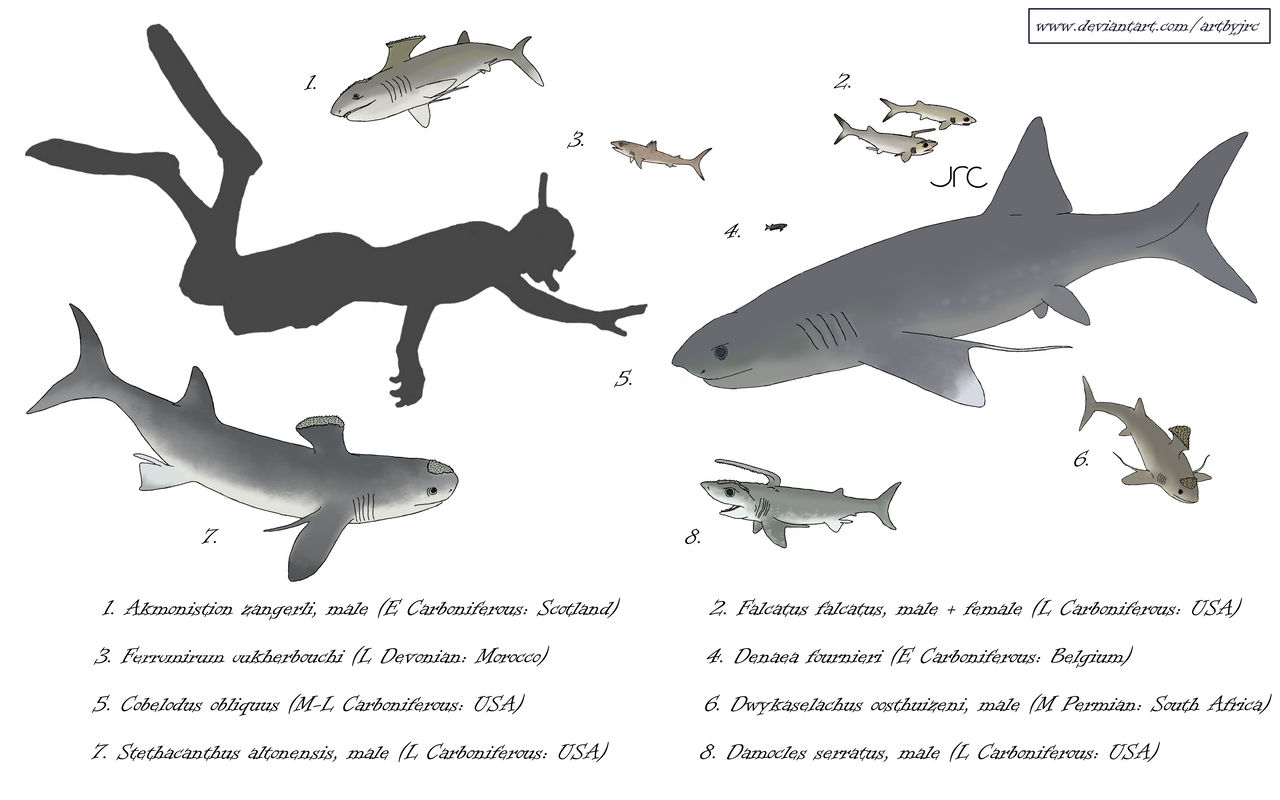 www.deviantart.com/artbyjrc
1.
2.
3.
JrC
4.
5.
6.
7.
8.
1. Akmonistion zangerli, male (E Carboniferous: Scotland)
2. Falcatus falcatus, male + female (L Carboniferous: USA)
3. Ferromirum oukherbouchi (L Devonian: Morocco)
4. Denaea fournieri (E Carboniferous: Belgium)
5. Cobelodus obliquus (M-L Carboniferous: USA)
6. Dwykaselachus oosthuizeni, male (M Permian: South Africa)
7. Stethacanthus altonensis, male (L Carboniferous: USA)
8. Damocles serratus, male (L Carboniferous: USA)